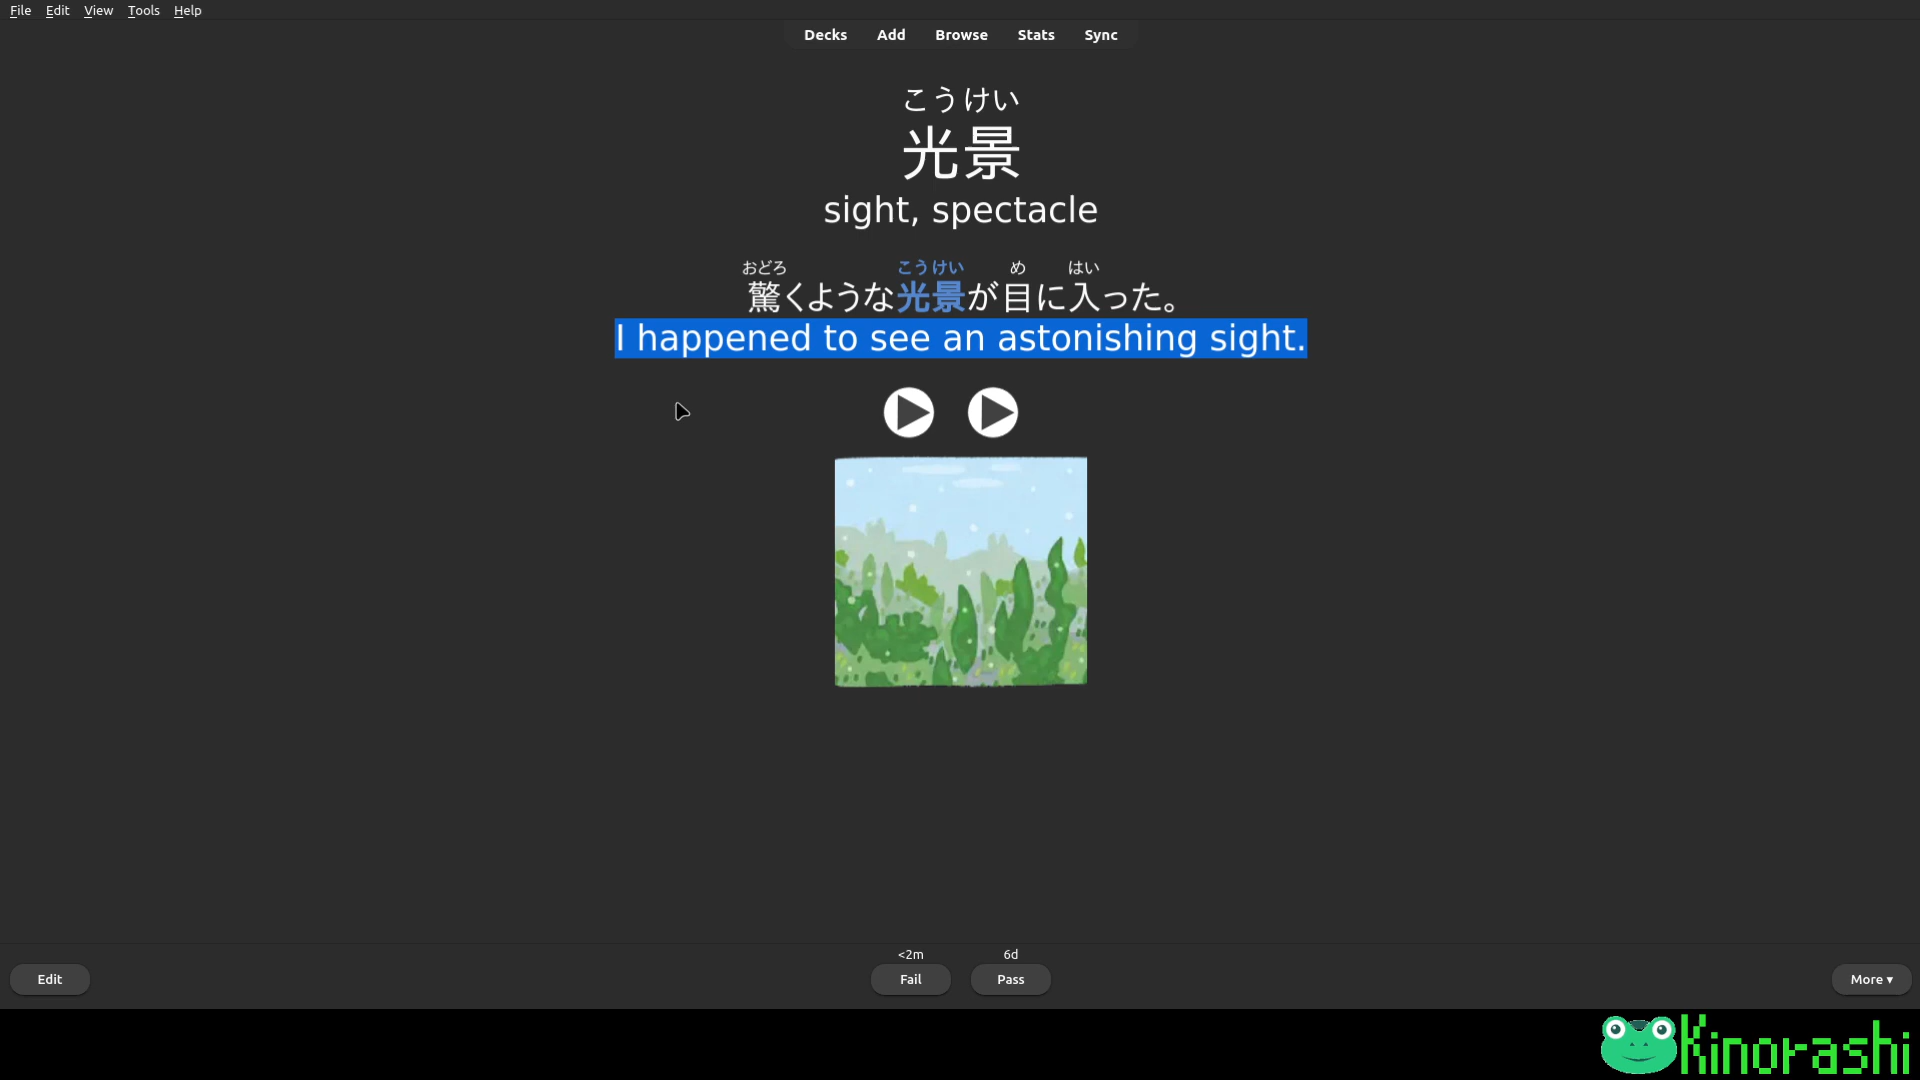 File Edit View Tools Help
Decks Add Browse Stats Sync
こうけい
光景
sight, spectacle
おどろ こうけい め はい
驚くような光景が目に入った。
I happened to see an astonishing sight.
<2m 6d
Edit Fail Pass More ▾
Kinorashi